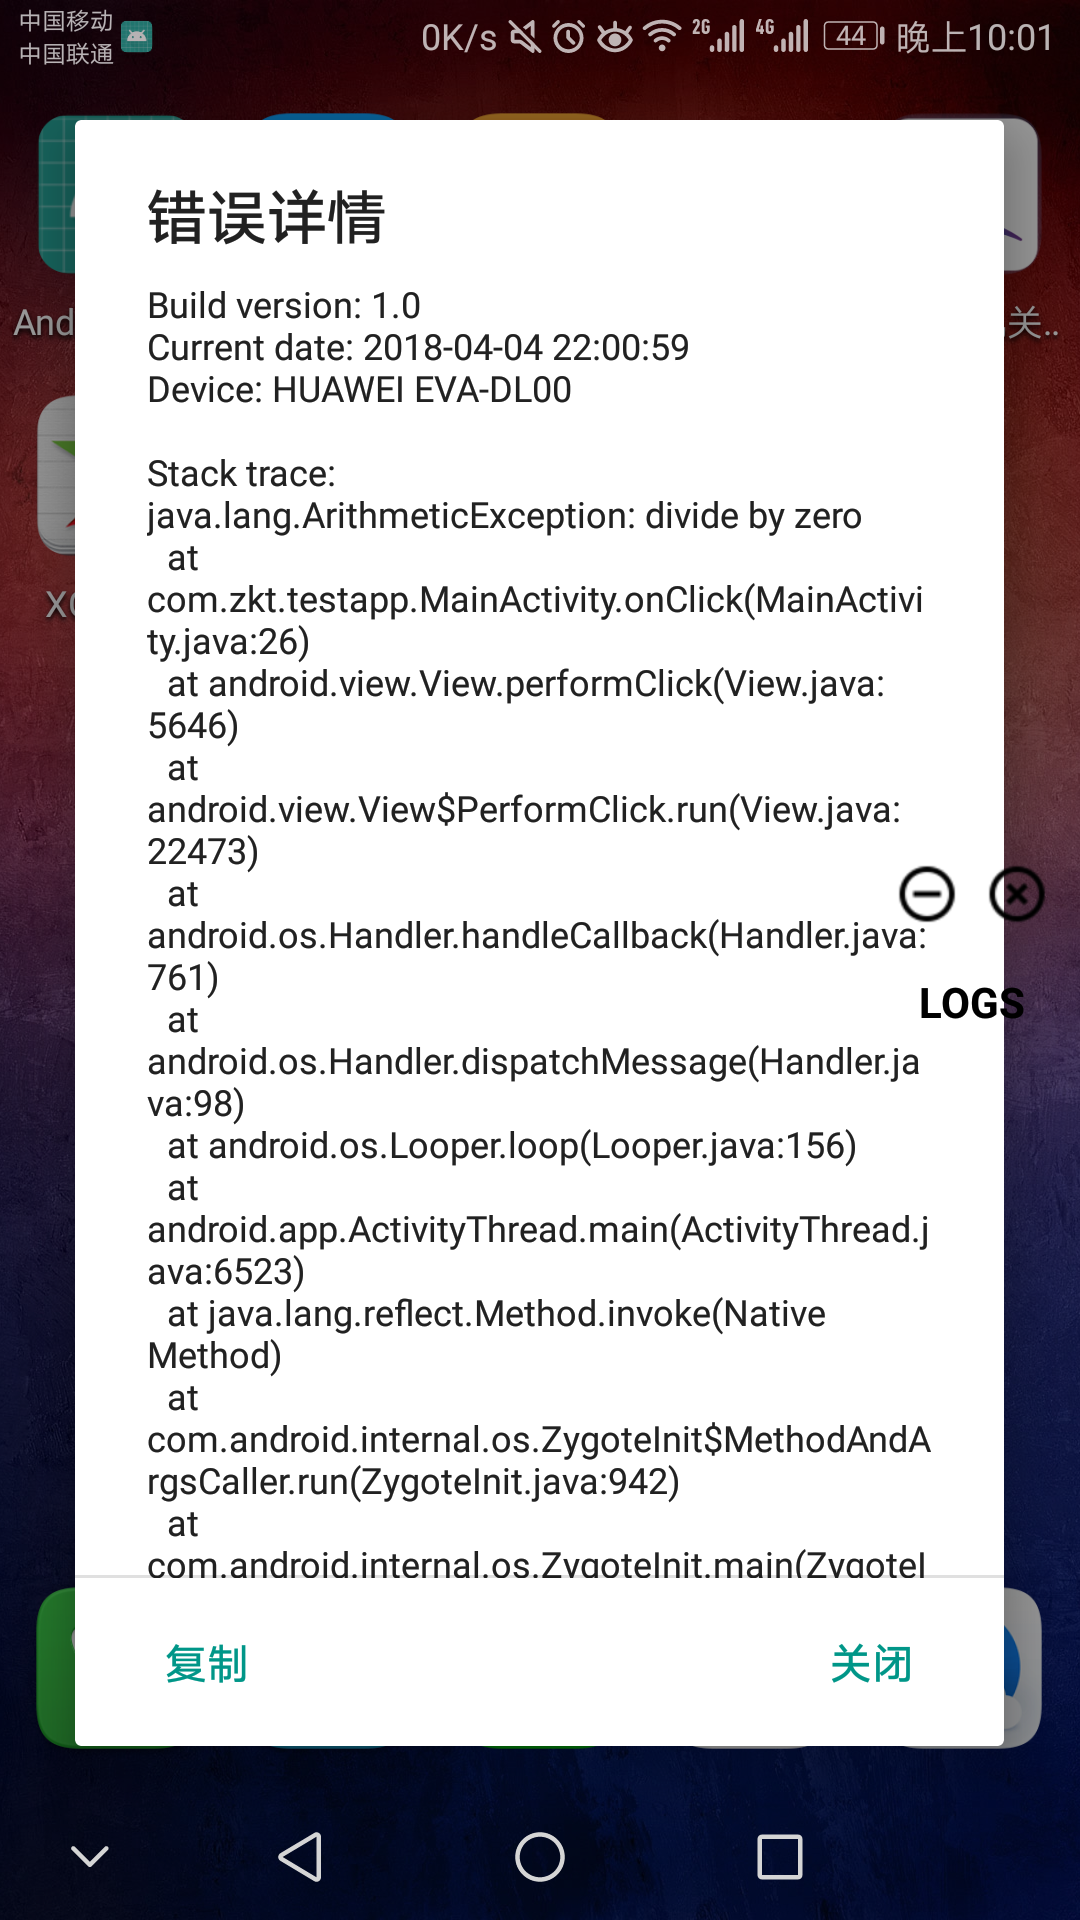 中国移动
中国联通
0K/s 2G 4G 44 晚上10:01
错误详情
Build version: 1.0
And
Current date: 2018-04-04 22:00:59
关..
Device: HUAWEI EVA-DL00
Stack trace:
java.lang.ArithmeticException: divide by zero
at
com.zkt.testapp.MainActivity.onClick(MainActivi
ty.java:26)
at android.view.View.performClick(View.java:
5646)
at
android.view.View$PerformClick.run(View.java:
22473)
at
android.os.Handler.handleCallback(Handler.java:
761)
at
LOGS
android.os.Handler.dispatchMessage(Handler.ja
va:98)
at android.os.Looper.loop(Looper.java:156)
at
android.app.ActivityThread.main(ActivityThread.j
ava:6523)
at java.lang.reflect.Method.invoke(Native
Method)
at
com.android.internal.os.ZygoteInit$MethodAndA
rgsCaller.run(ZygoteInit.java:942)
at
com.android.internal.os.ZygoteInit.main(ZygoteI
复制 关闭